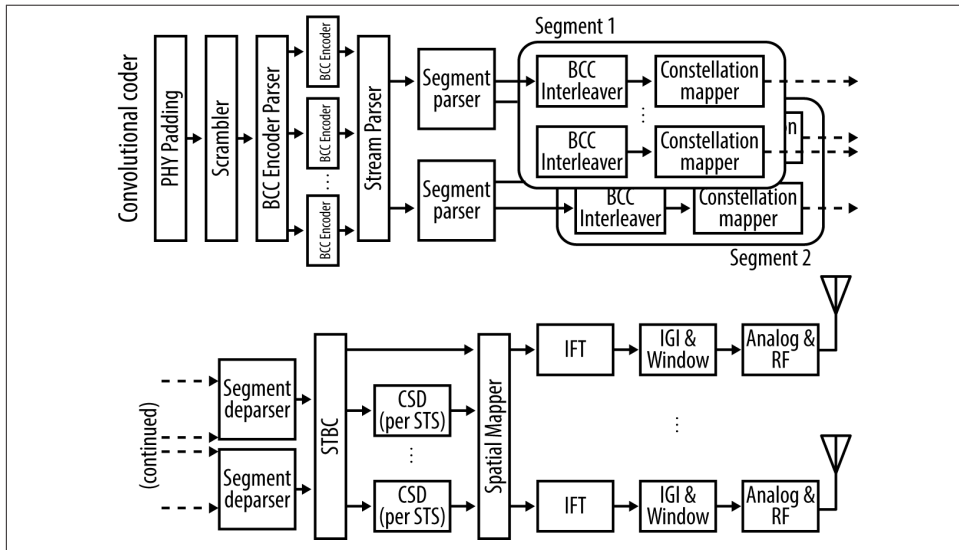 Convolutional coder
PHY Padding
Scrambler
BCC Encoder Parser
BCC Encoder
BCC Encoder
...
BCC Encoder
Stream Parser
Segment
parser
Segment
parser
Segment 1
BCC
Interleaver
Constellation
mapper
...
BCC
Interleaver
Constellation
mapper
on
BCC
Interleaver
Constellation
mapper
Segment 2
(continued)
Segment
deparser
Segment
deparser
STBC
CSD
(per STS)
...
CSD
(per STS)
Spatial Mapper
IFT
IGI &
Window
Analog &
RF
...
IFT
IGI &
Window
Analog &
RF